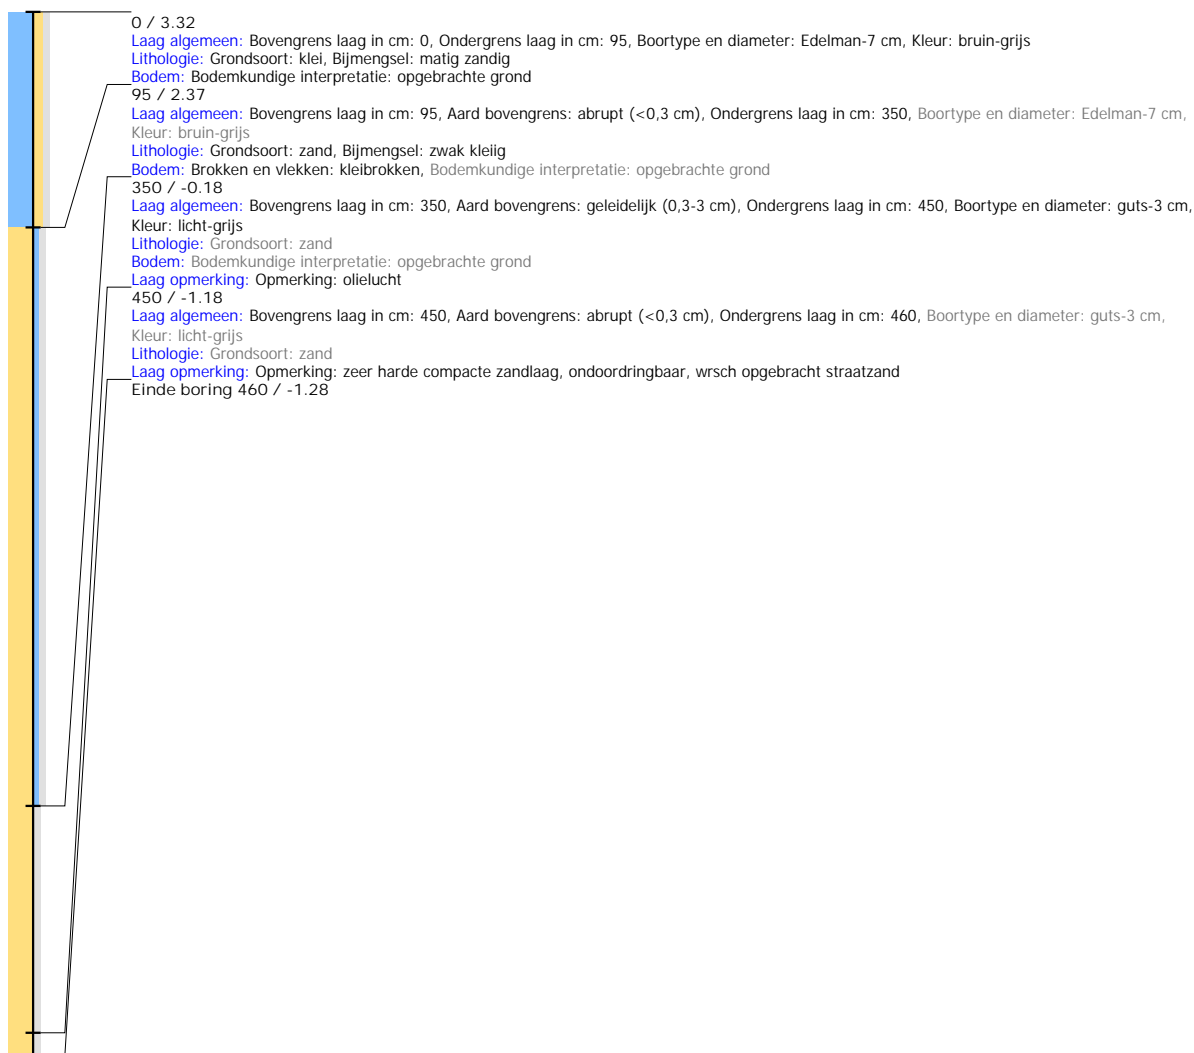 0 / 3.32
Laag algemeen: Bovengrens laag in cm: 0, Ondergrens laag in cm: 95, Boortype en diameter: Edelman-7 cm, Kleur: bruin-grijs
Lithologie: Grondsoort: klei, Bijmengsel: matig zandig
Bodem: Bodemkundige interpretatie: opgebrachte grond
95 / 2.37
Laag algemeen: Bovengrens laag in cm: 95, Aard bovengrens: abrupt (<0,3 cm), Ondergrens laag in cm: 350, Boortype en diameter: Edelman-7 cm,
Kleur: bruin-grijs
Lithologie: Grondsoort: zand, Bijmengsel: zwak kleiig
Bodem: Brokken en vlekken: kleibrokken, Bodemkundige interpretatie: opgebrachte grond
350 / -0.18
Laag algemeen: Bovengrens laag in cm: 350, Aard bovengrens: geleidelijk (0,3-3 cm), Ondergrens laag in cm: 450, Boortype en diameter: guts-3 cm,
Kleur: licht-grijs
Lithologie: Grondsoort: zand
Bodem: Bodemkundige interpretatie: opgebrachte grond
Laag opmerking: Opmerking: olielucht
450 / -1.18
Laag algemeen: Bovengrens laag in cm: 450, Aard bovengrens: abrupt (<0,3 cm), Ondergrens laag in cm: 460, Boortype en diameter: guts-3 cm,
Kleur: licht-grijs
Lithologie: Grondsoort: zand
Laag opmerking: Opmerking: zeer harde compacte zandlaag, ondoordringbaar, wrsch opgebracht straatzand
Einde boring 460 / -1.28